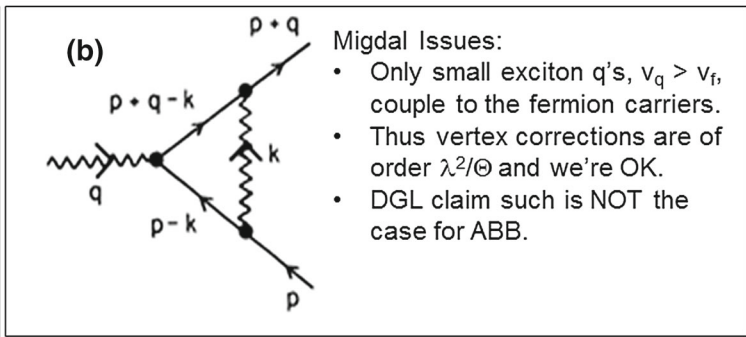 (b)
p + q
p + q - k
k
q
p - k
p
Migdal Issues:
• Only small exciton q's, vq > vf,
couple to the fermion carriers.
• Thus vertex corrections are of
order λ²/Θ and we're OK.
• DGL claim such is NOT the
case for ABB.